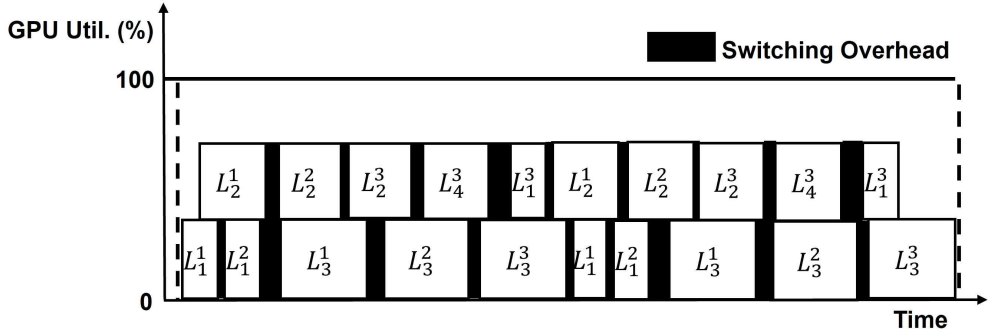 GPU Util. (%)
Switching Overhead
100
L_2^1 L_2^2 L_2^3 L_4^3 L_1^3 L_2^1 L_2^2 L_2^3 L_4^3 L_1^3
L_1^1 L_1^2 L_3^1 L_3^2 L_3^3 L_1^1 L_1^2 L_3^1 L_3^2 L_3^3
0
Time